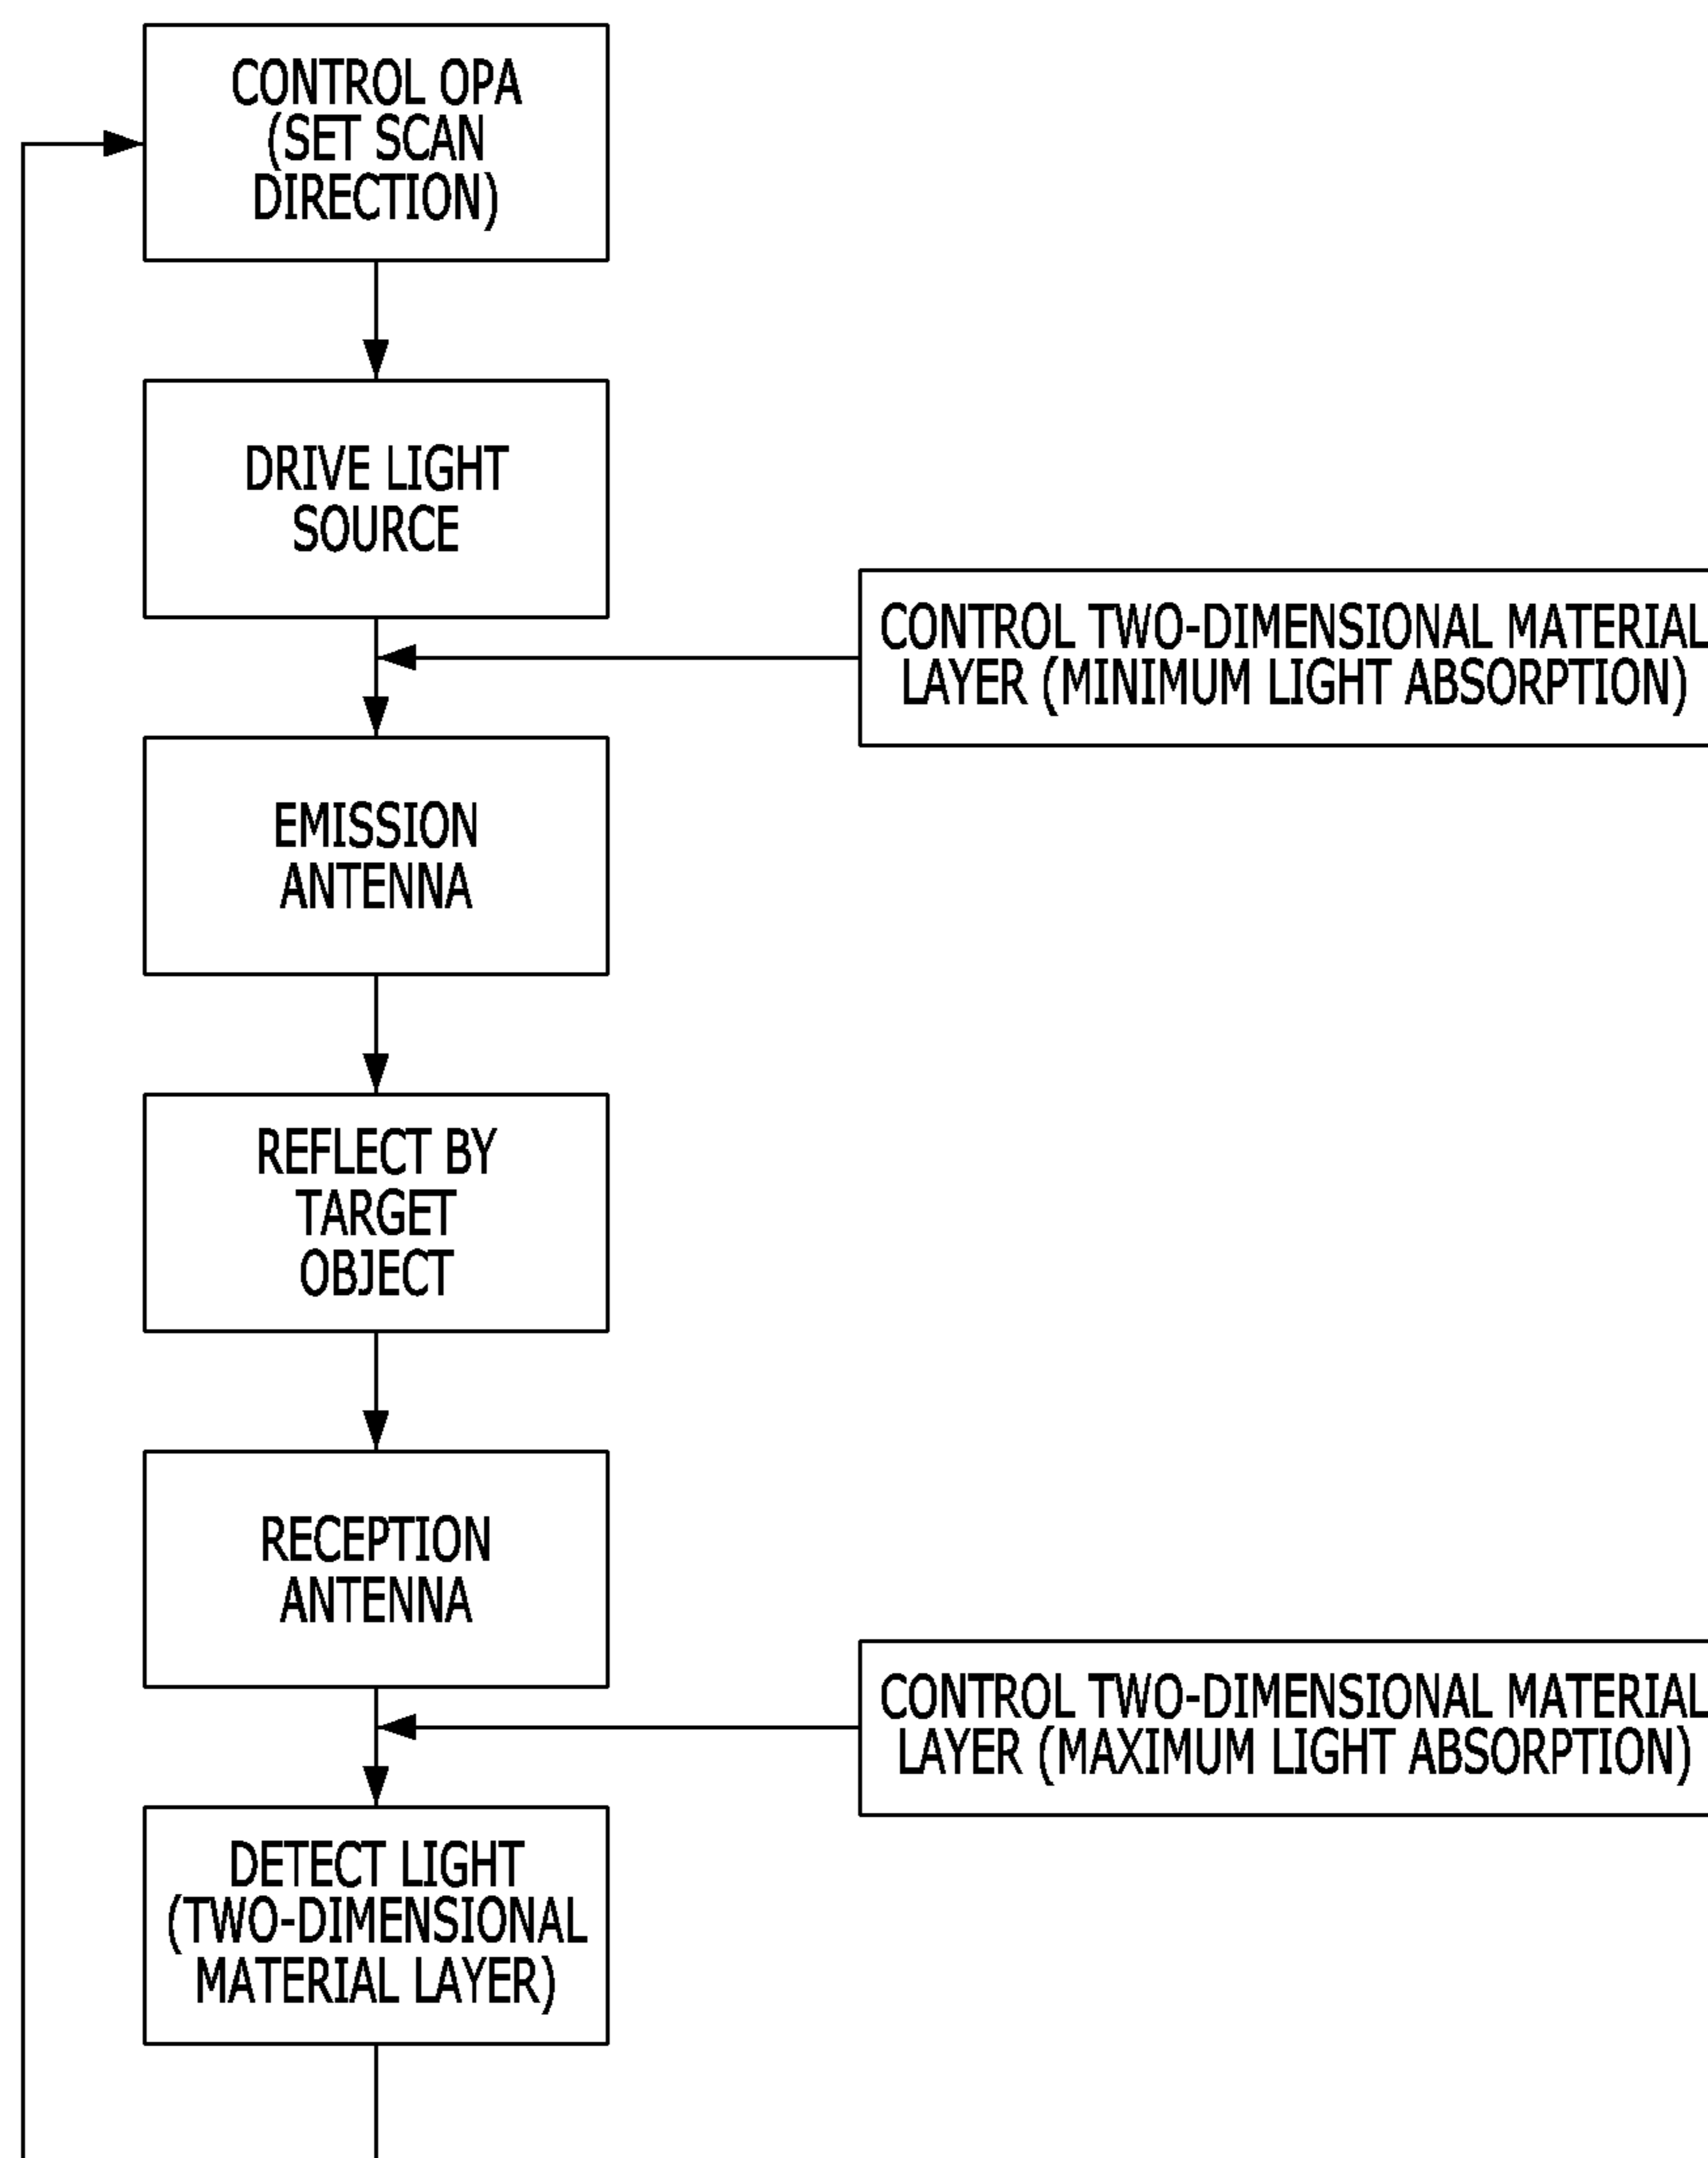 CONTROL OPA
(SET SCAN
DIRECTION)
DRIVE LIGHT
SOURCE
CONTROL TWO-DIMENSIONAL MATERIAL
LAYER (MINIMUM LIGHT ABSORPTION)
EMISSION
ANTENNA
REFLECT BY
TARGET
OBJECT
RECEPTION
ANTENNA
CONTROL TWO-DIMENSIONAL MATERIAL
LAYER (MAXIMUM LIGHT ABSORPTION)
DETECT LIGHT
(TWO-DIMENSIONAL
MATERIAL LAYER)